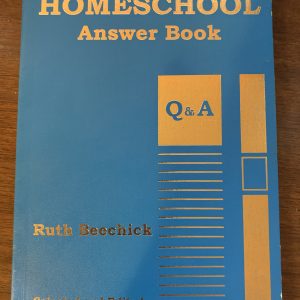 HOMESCHOOL
Answer Book
Q & A
Ruth Beechick